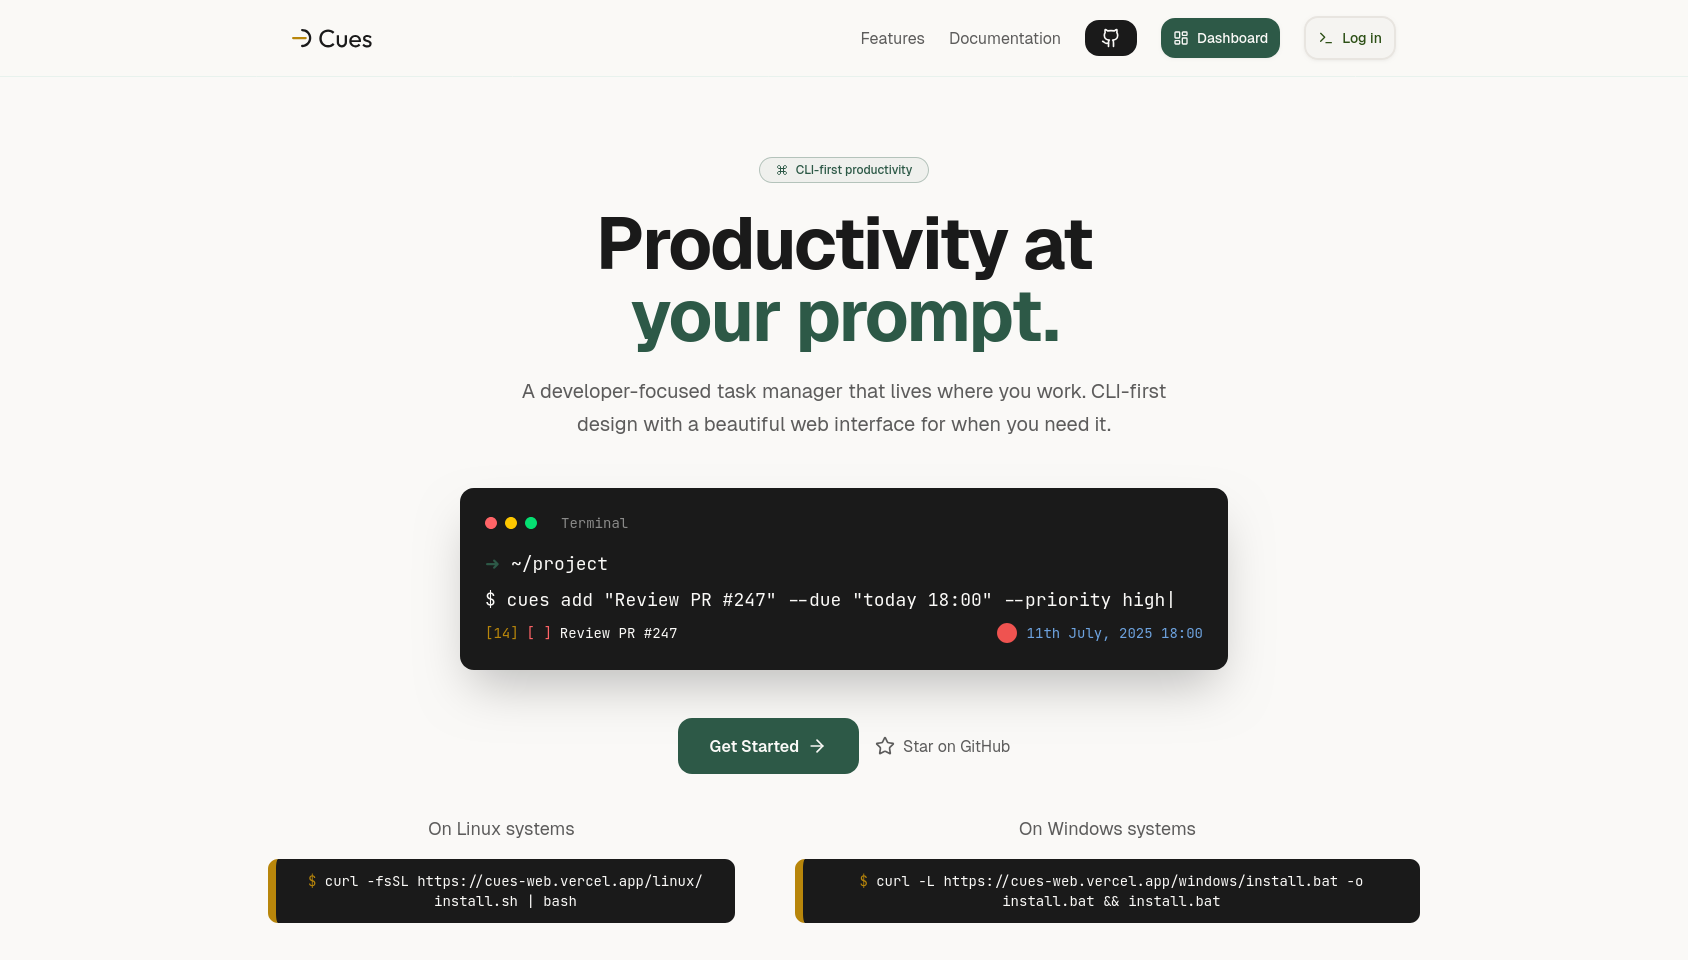 Cues
Features
Documentation
Dashboard
Log in
CLI-first productivity
Productivity at
your prompt.
A developer-focused task manager that lives where you work. CLI-first
design with a beautiful web interface for when you need it.
Terminal
➜ ~/project
$ cues add "Review PR #247" --due "today 18:00" --priority high|
[14] [ ] Review PR #247
11th July, 2025 18:00
Get Started →
Star on GitHub
On Linux systems
$ curl -fsSL https://cues-web.vercel.app/linux/
install.sh | bash
On Windows systems
$ curl -L https://cues-web.vercel.app/windows/install.bat -o
install.bat && install.bat